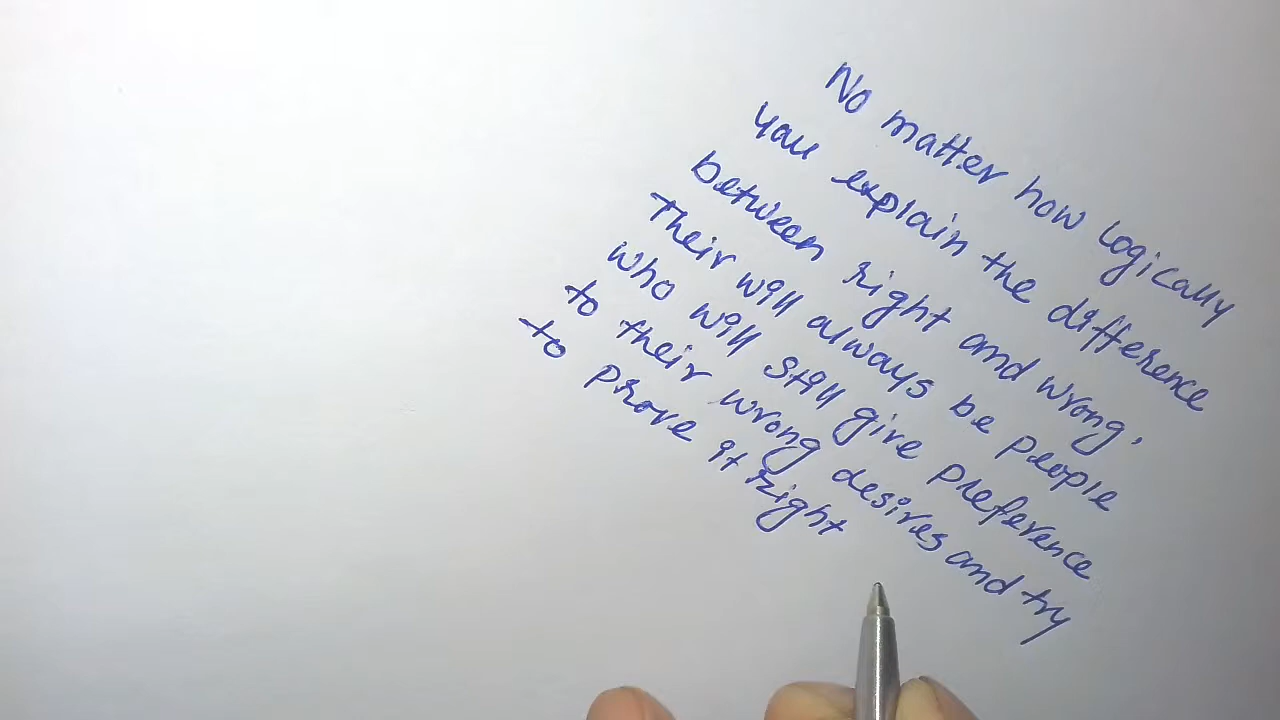 No matter how logically
you explain the difference
between right and wrong,
Their will always be people
who will still give preference
to their wrong desires and try
to prove it right